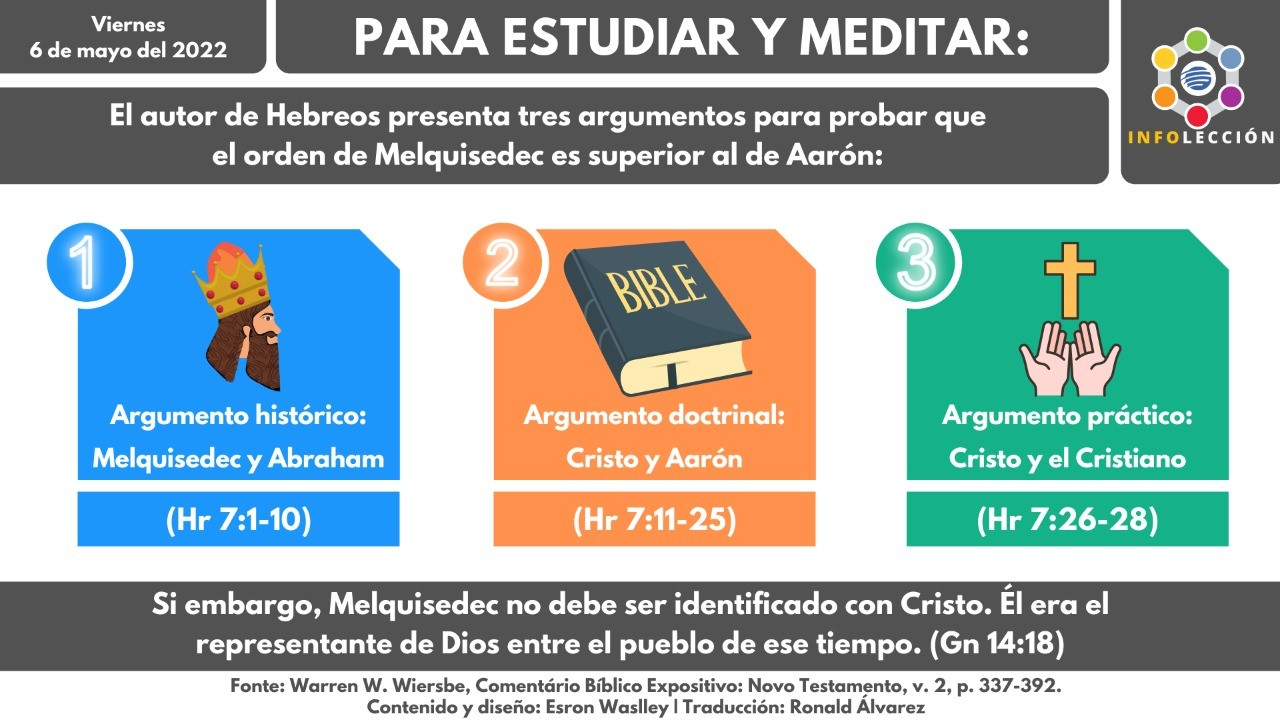 Viernes
6 de mayo del 2022
PARA ESTUDIAR Y MEDITAR:
INFOLECCIÓN
El autor de Hebreos presenta tres argumentos para probar que
el orden de Melquisedec es superior al de Aarón:
1
Argumento histórico:
Melquisedec y Abraham
(Hr 7:1-10)
2
BIBLE
Argumento doctrinal:
Cristo y Aarón
(Hr 7:11-25)
3
Argumento práctico:
Cristo y el Cristiano
(Hr 7:26-28)
Si embargo, Melquisedec no debe ser identificado con Cristo. Él era el
representante de Dios entre el pueblo de ese tiempo. (Gn 14:18)
Fonte: Warren W. Wiersbe, Comentário Bíblico Expositivo: Novo Testamento, v. 2, p. 337-392.
Contenido y diseño: Esron Waslley | Traducción: Ronald Álvarez